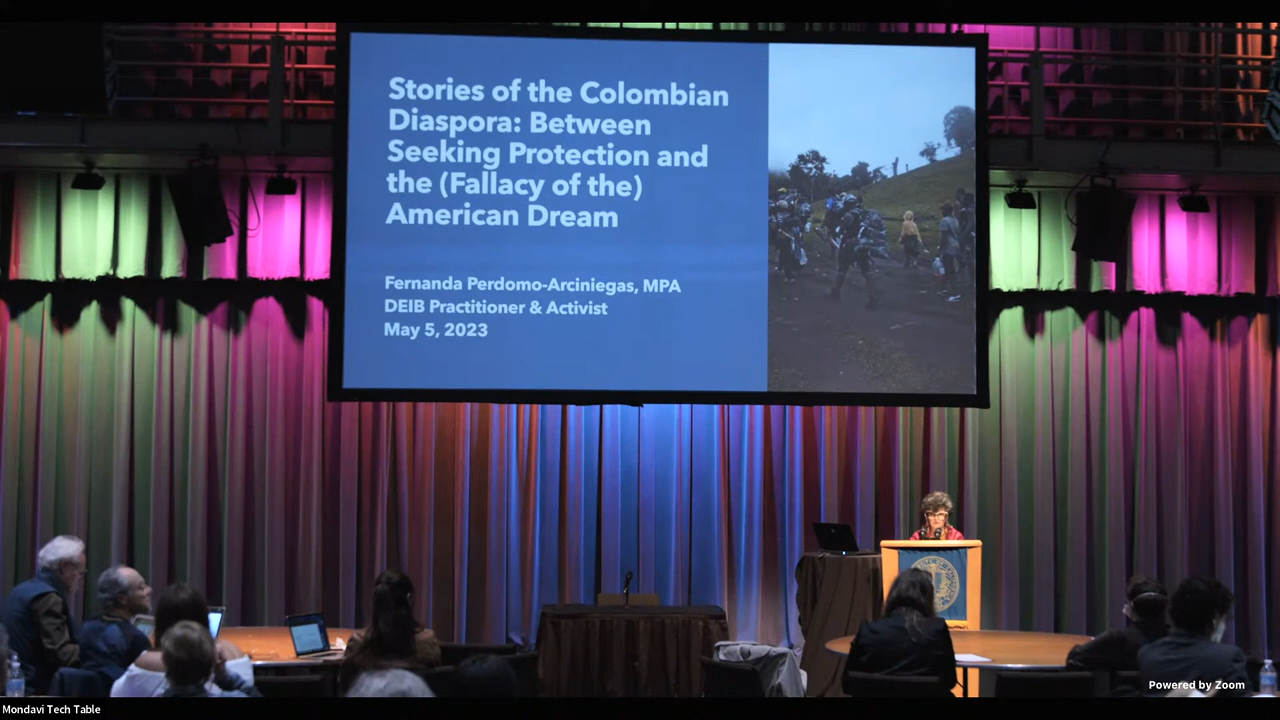 Stories of the Colombian
Diaspora: Between
Seeking Protection and
the (Fallacy of the)
American Dream
Fernanda Perdomo-Arciniegas, MPA
DEIB Practitioner & Activist
May 5, 2023
Powered by Zoom
Mondavi Tech Table